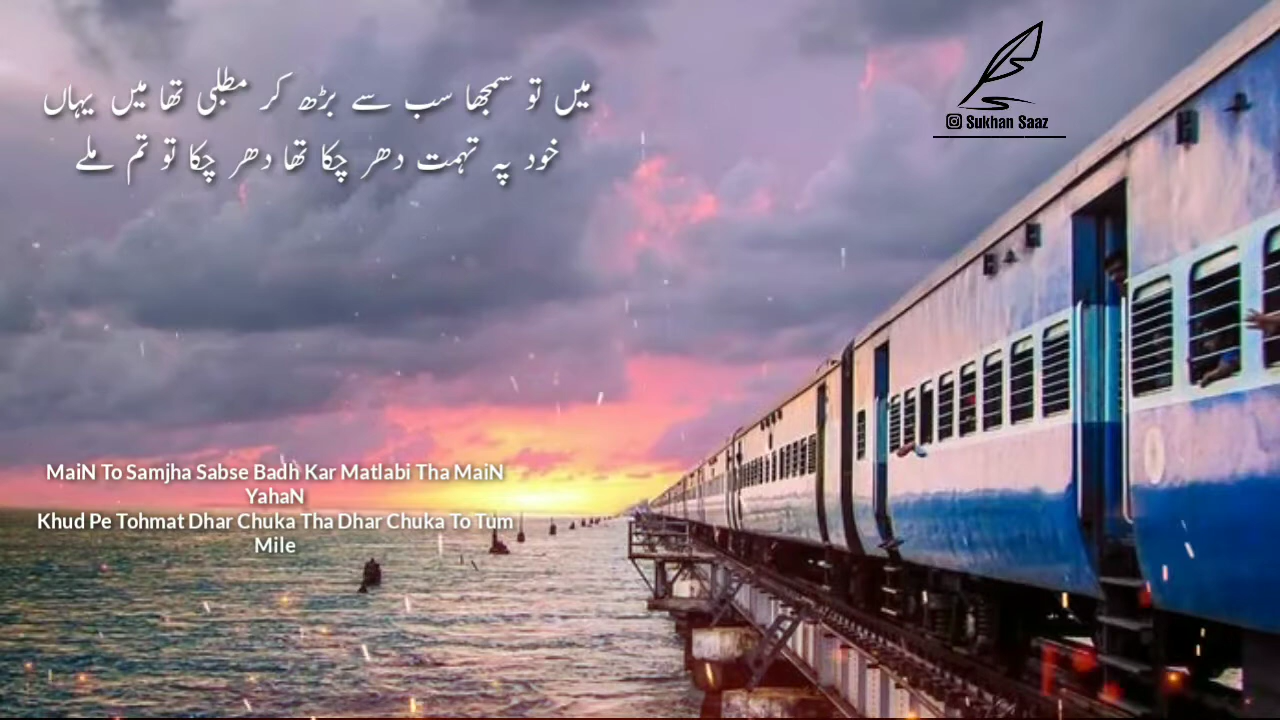 میں تو سمجھا سب سے بڑھ کر مطلبی تھا میں یہاں
خود پہ تہمت دھر چکا تھا دھر چکا تو تم ملے
Sukhan Saaz
MaiN To Samjha Sabse Badh Kar Matlabi Tha MaiN
YahaN
Khud Pe Tohmat Dhar Chuka Tha Dhar Chuka To Tum
Mile